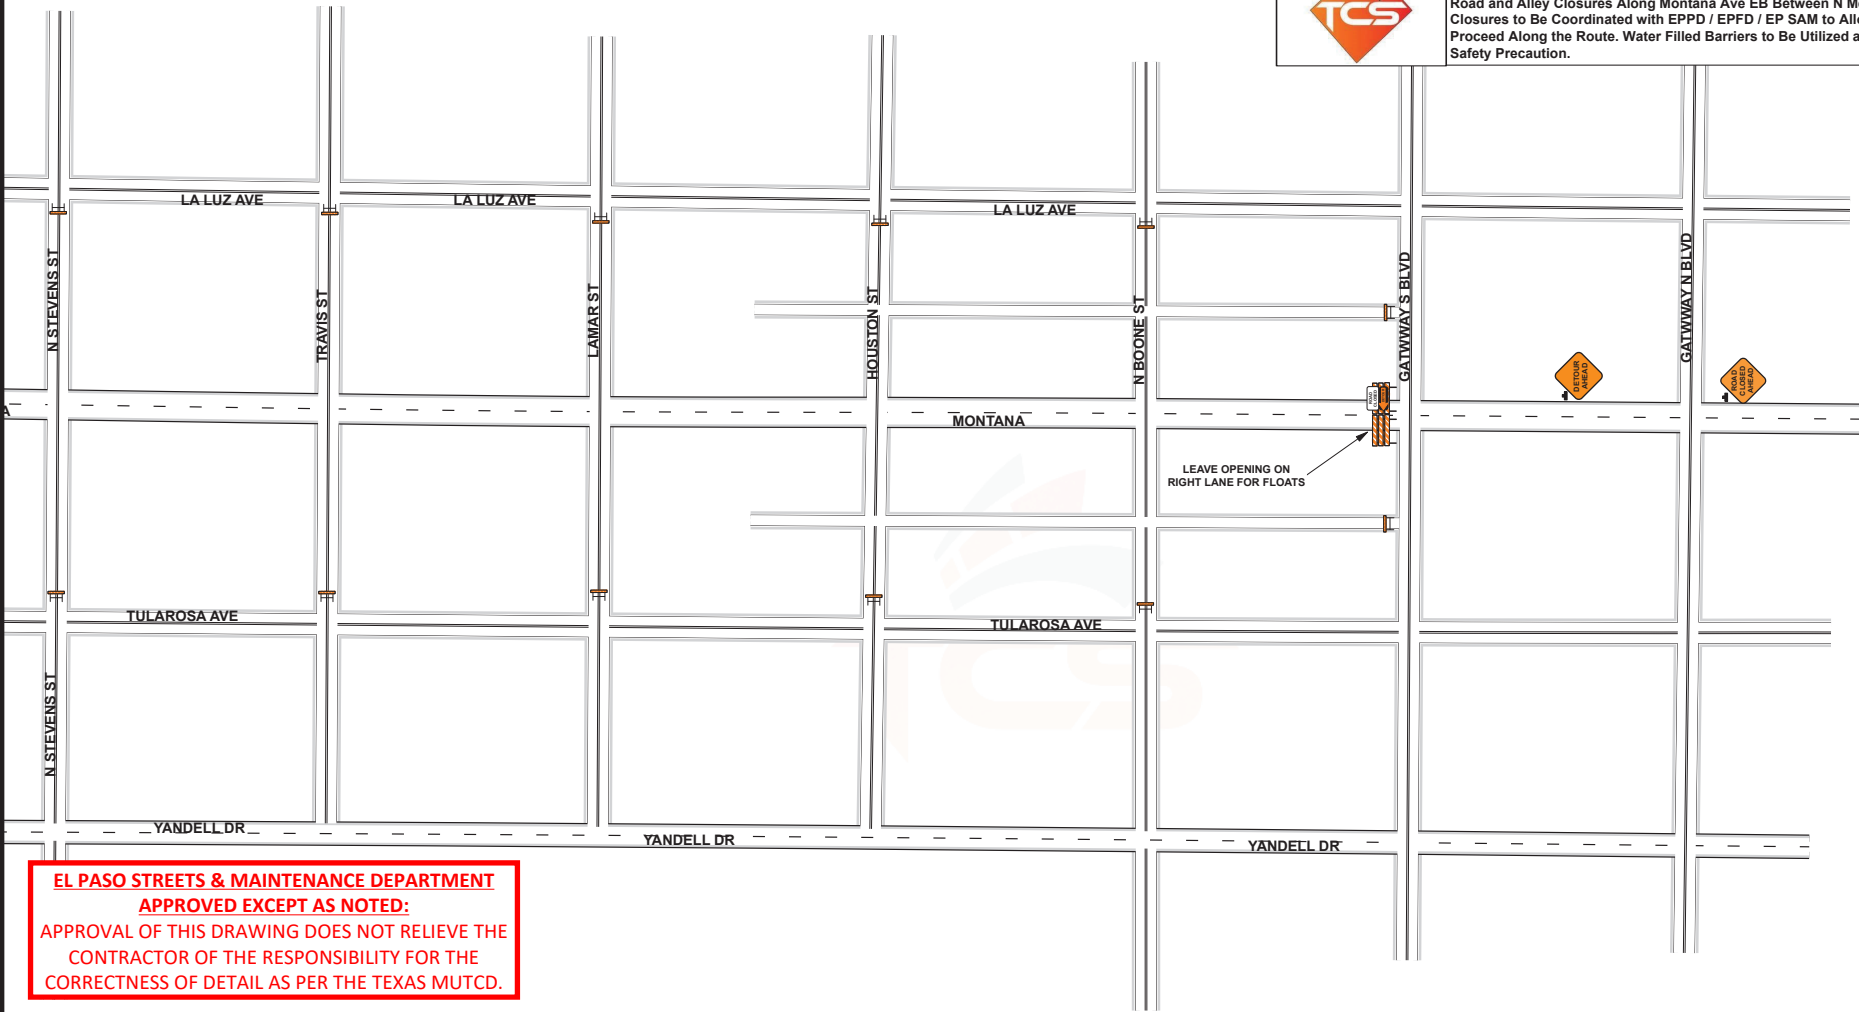 TCS
Road and Alley Closures Along Montana Ave EB Between N
Closures to Be Coordinated with EPPD / EPFD / EP SAM to
Proceed Along the Route. Water Filled Barriers to Be Utilized
Safety Precaution.
LA LUZ AVE
LA LUZ AVE
LA LUZ AVE
N STEVENS ST
TRAVIS ST
LAMAR ST
HOUSTON ST
N BOONE ST
GATWWAY S BLVD
GATWWAY N BLVD
DETOUR
AHEAD
ROAD
CLOSED
AHEAD
ROAD
CLOSED
A
MONTANA
LEAVE OPENING ON
RIGHT LANE FOR FLOATS
TULAROSA AVE
TULAROSA AVE
TCS
N STEVENS ST
YANDELL DR
YANDELL DR
YANDELL DR
EL PASO STREETS & MAINTENANCE DEPARTMENT
APPROVED EXCEPT AS NOTED:
APPROVAL OF THIS DRAWING DOES NOT RELIEVE THE
CONTRACTOR OF THE RESPONSIBILITY FOR THE
CORRECTNESS OF DETAIL AS PER THE TEXAS MUTCD.